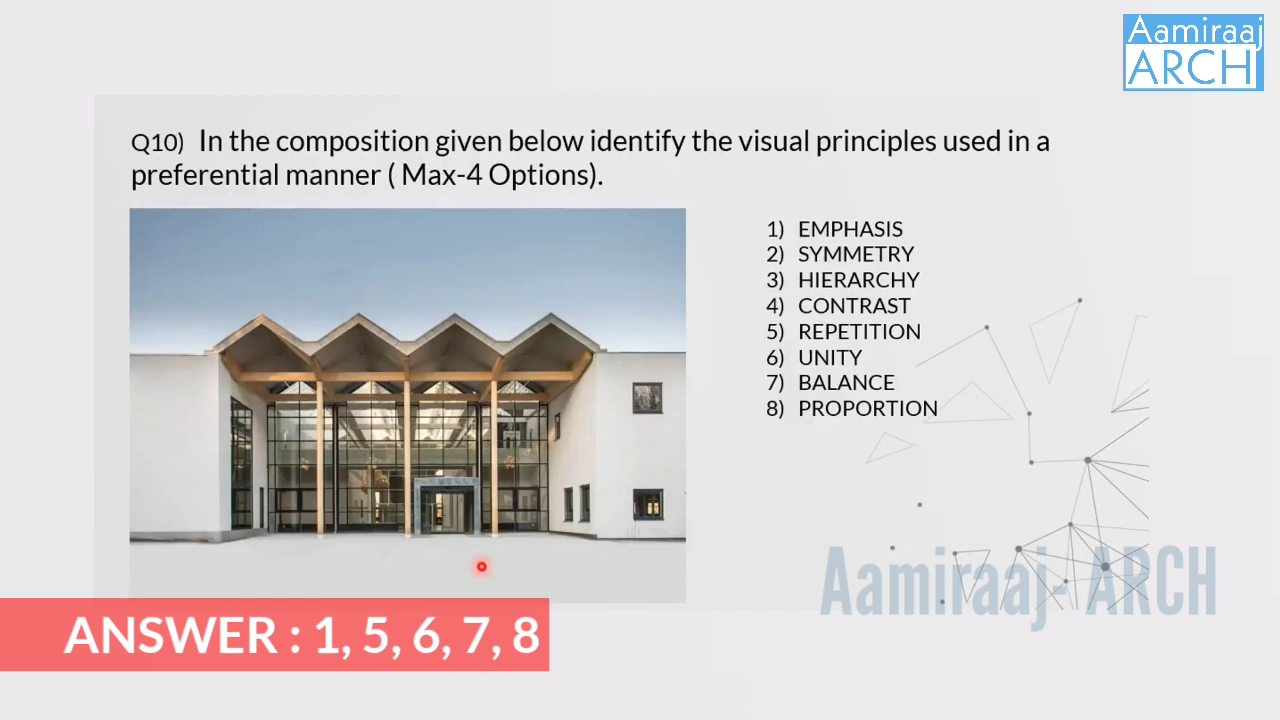 Aamiraaj
ARCH
Q10) In the composition given below identify the visual principles used in a
preferential manner ( Max-4 Options).
1) EMPHASIS
2) SYMMETRY
3) HIERARCHY
4) CONTRAST
5) REPETITION
6) UNITY
7) BALANCE
8) PROPORTION
Aamiraaj- ARCH
ANSWER : 1, 5, 6, 7, 8